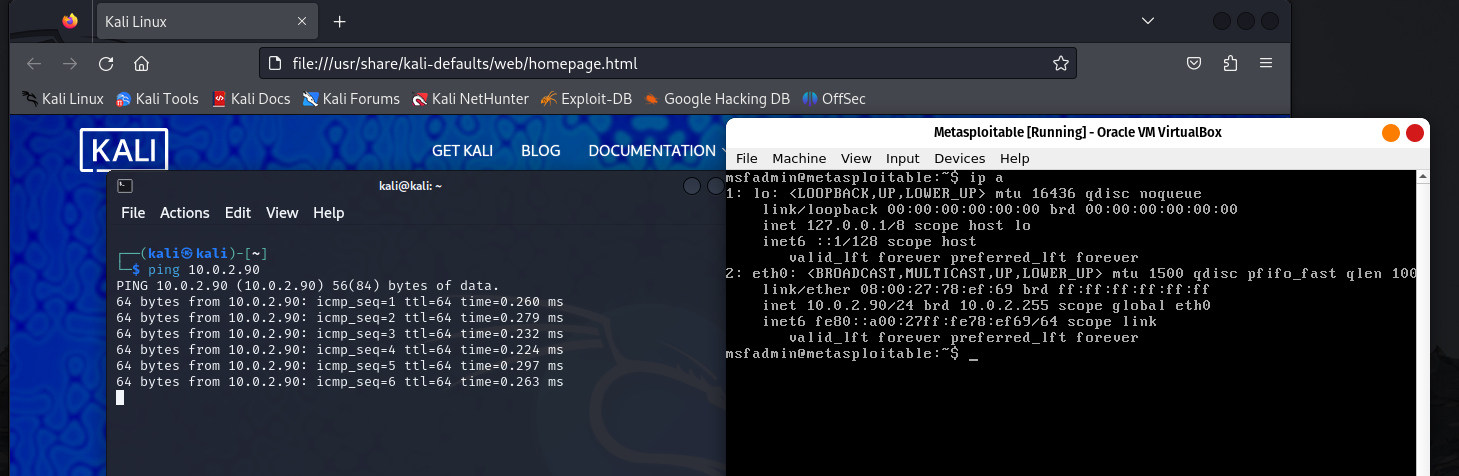 Kali Linux
file:///usr/share/kali-defaults/web/homepage.html
Kali Linux Kali Tools Kali Docs Kali Forums Kali NetHunter Exploit-DB Google Hacking DB OffSec
KALI
GET KALI BLOG DOCUMENTATION
kali@kali: ~
File Actions Edit View Help
┌──(kali㉿kali)-[~]
└─$ ping 10.0.2.90
PING 10.0.2.90 (10.0.2.90) 56(84) bytes of data.
64 bytes from 10.0.2.90: icmp_seq=1 ttl=64 time=0.260 ms
64 bytes from 10.0.2.90: icmp_seq=2 ttl=64 time=0.279 ms
64 bytes from 10.0.2.90: icmp_seq=3 ttl=64 time=0.232 ms
64 bytes from 10.0.2.90: icmp_seq=4 ttl=64 time=0.224 ms
64 bytes from 10.0.2.90: icmp_seq=5 ttl=64 time=0.297 ms
64 bytes from 10.0.2.90: icmp_seq=6 ttl=64 time=0.263 ms
Metasploitable [Running] - Oracle VM VirtualBox
File Machine View Input Devices Help
msfadmin@metasploitable:~$ ip a
1: lo: <LOOPBACK,UP,LOWER_UP> mtu 16436 qdisc noqueue
link/loopback 00:00:00:00:00:00 brd 00:00:00:00:00:00
inet 127.0.0.1/8 scope host lo
inet6 ::1/128 scope host
valid_lft forever preferred_lft forever
2: eth0: <BROADCAST,MULTICAST,UP,LOWER_UP> mtu 1500 qdisc pfifo_fast qlen 100
link/ether 08:00:27:78:ef:69 brd ff:ff:ff:ff:ff:ff
inet 10.0.2.90/24 brd 10.0.2.255 scope global eth0
inet6 fe80::a00:27ff:fe78:ef69/64 scope link
valid_lft forever preferred_lft forever
msfadmin@metasploitable:~$ _